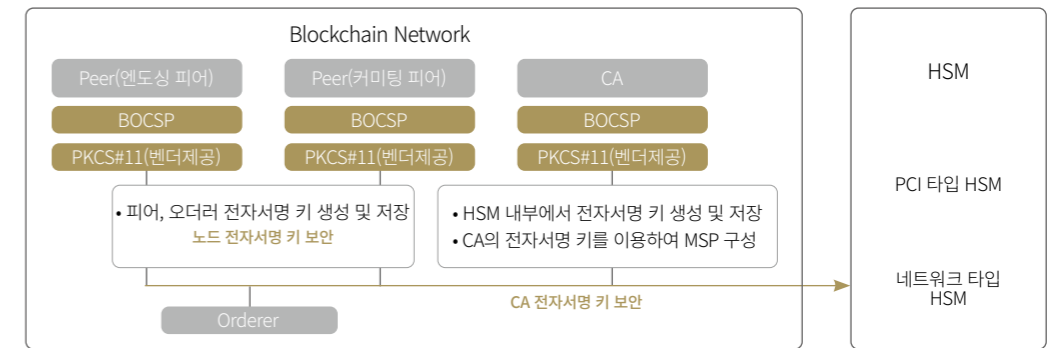 Blockchain Network
Peer(엔도싱 피어)
Peer(커미팅 피어)
CA
BOCSP
BOCSP
BOCSP
PKCS#11(벤더제공)
PKCS#11(벤더제공)
PKCS#11(벤더제공)
• 피어, 오더러 전자서명 키 생성 및 저장
노드 전자서명 키 보안
• HSM 내부에서 전자서명 키 생성 및 저장
• CA의 전자서명 키를 이용하여 MSP 구성
CA 전자서명 키 보안
Orderer
HSM
PCI 타입 HSM
네트워크 타입
HSM